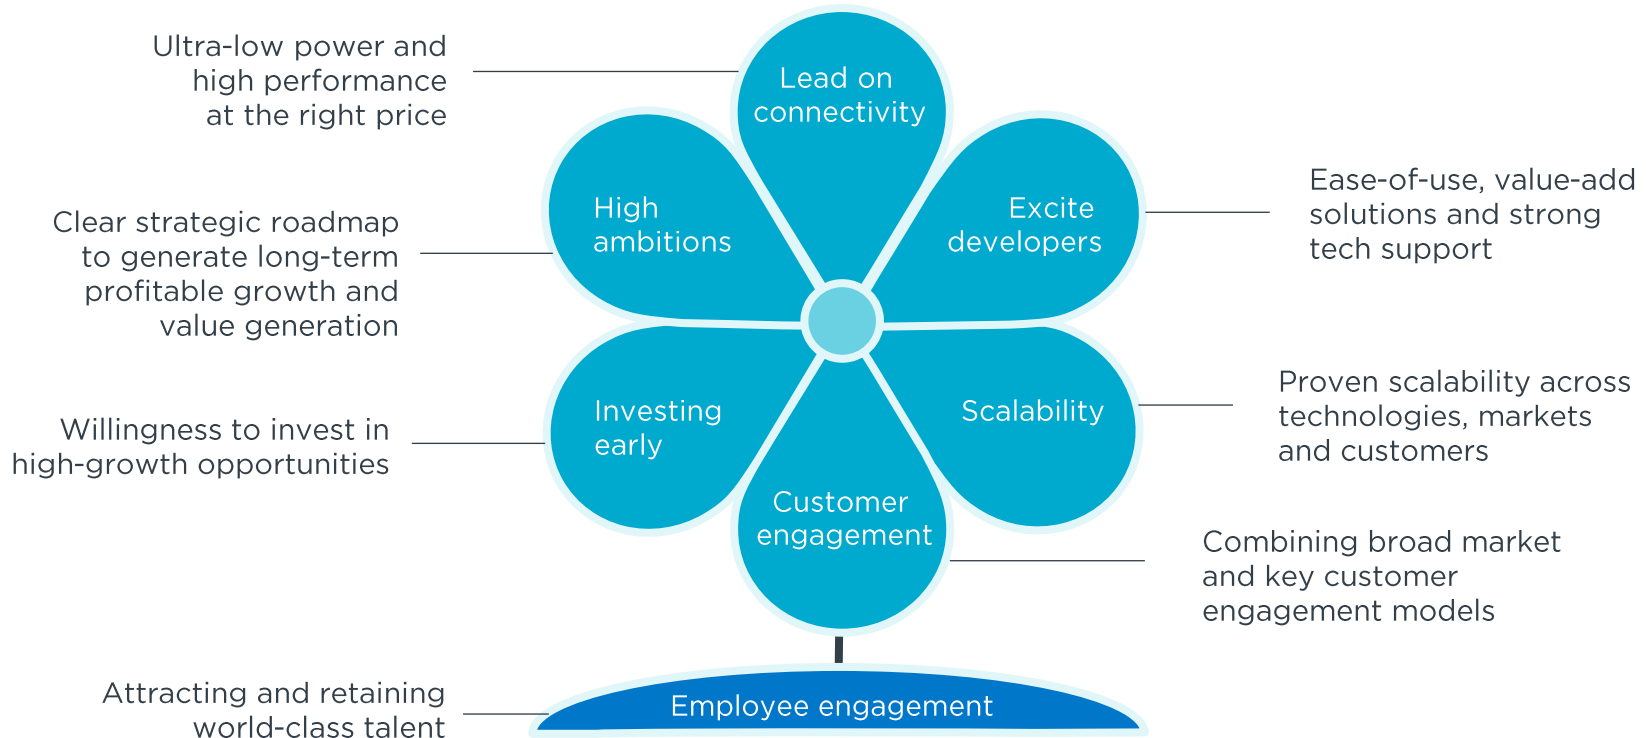 Ultra-low power and
high performance
at the right price
Lead on
connectivity
Excite
developers
Ease-of-use, value-add
solutions and strong
tech support
High
ambitions
Clear strategic roadmap
to generate long-term
profitable growth and
value generation
Scalability
Proven scalability across
technologies, markets
and customers
Investing
early
Willingness to invest in
high-growth opportunities
Customer
engagement
Combining broad market
and key customer
engagement models
Employee engagement
Attracting and retaining
world-class talent